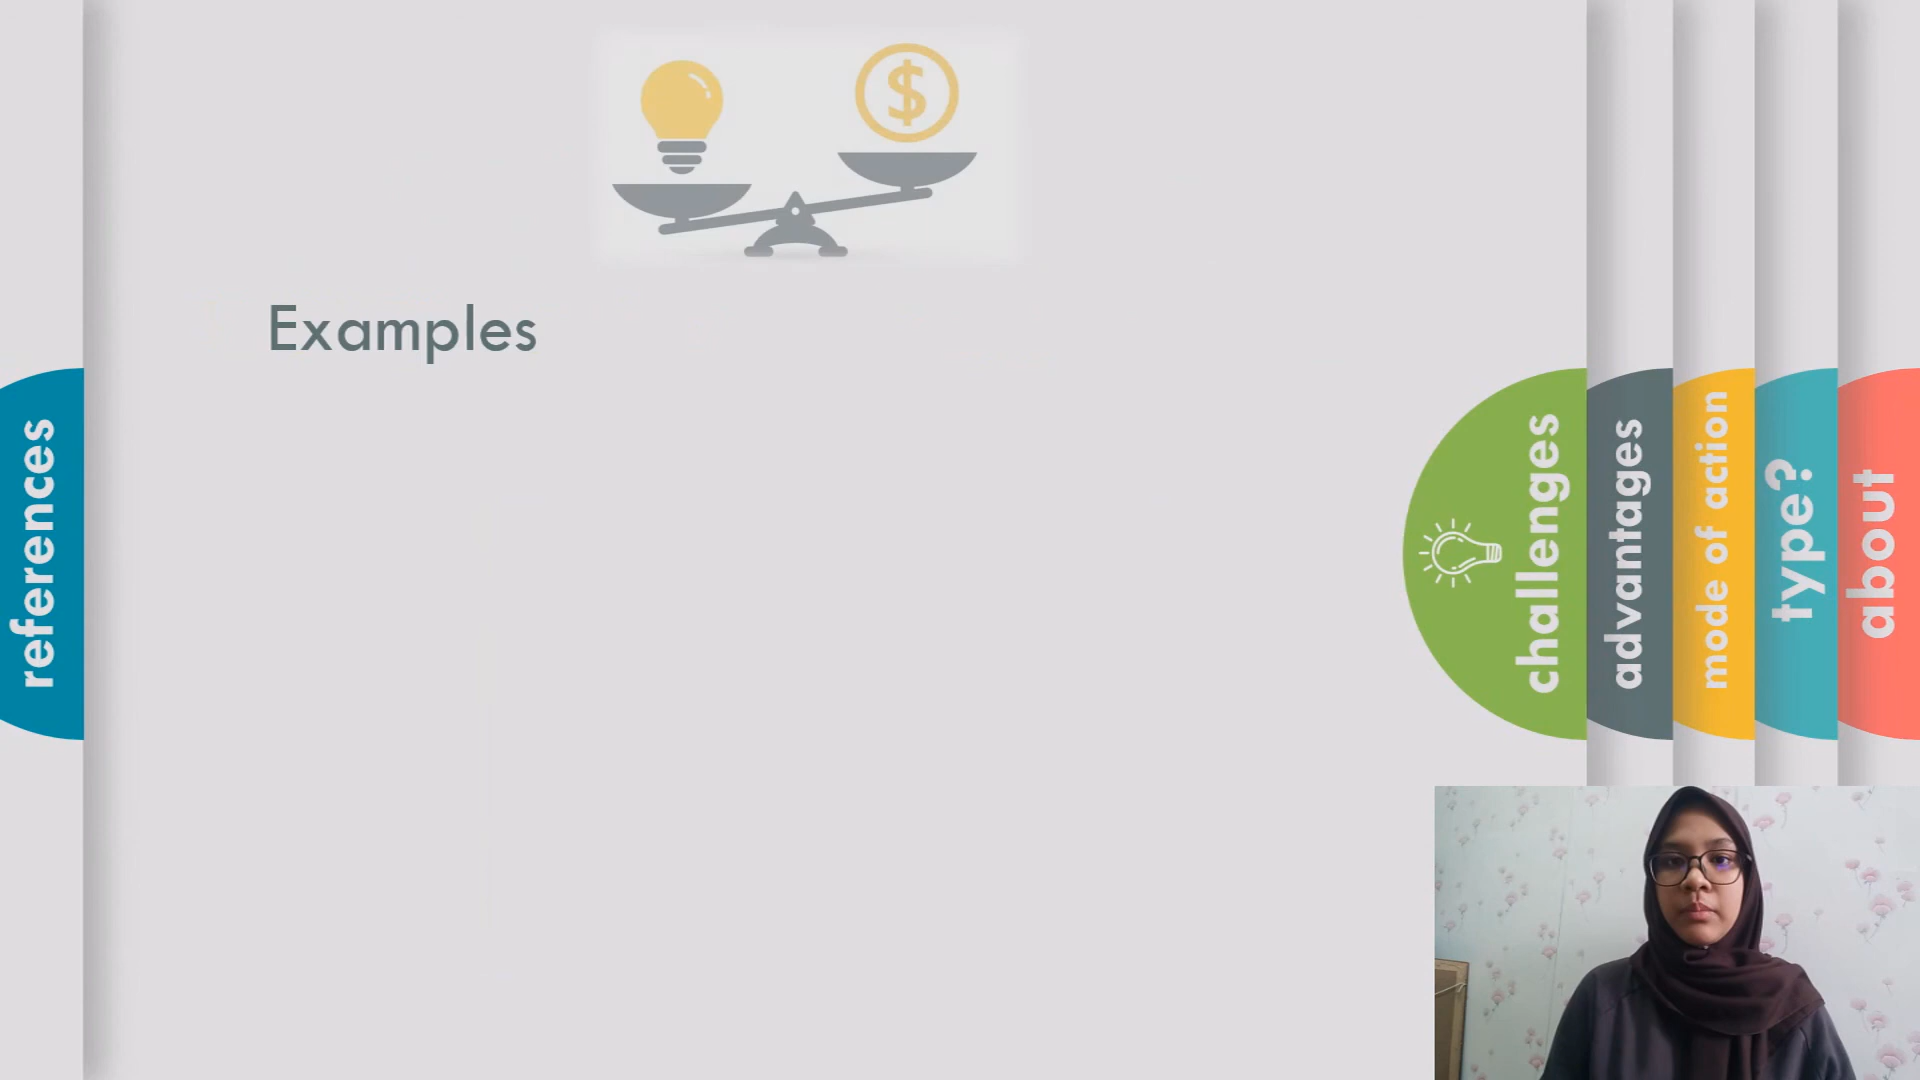 $
Examples
references
challenges
advantages
mode of action
type?
about